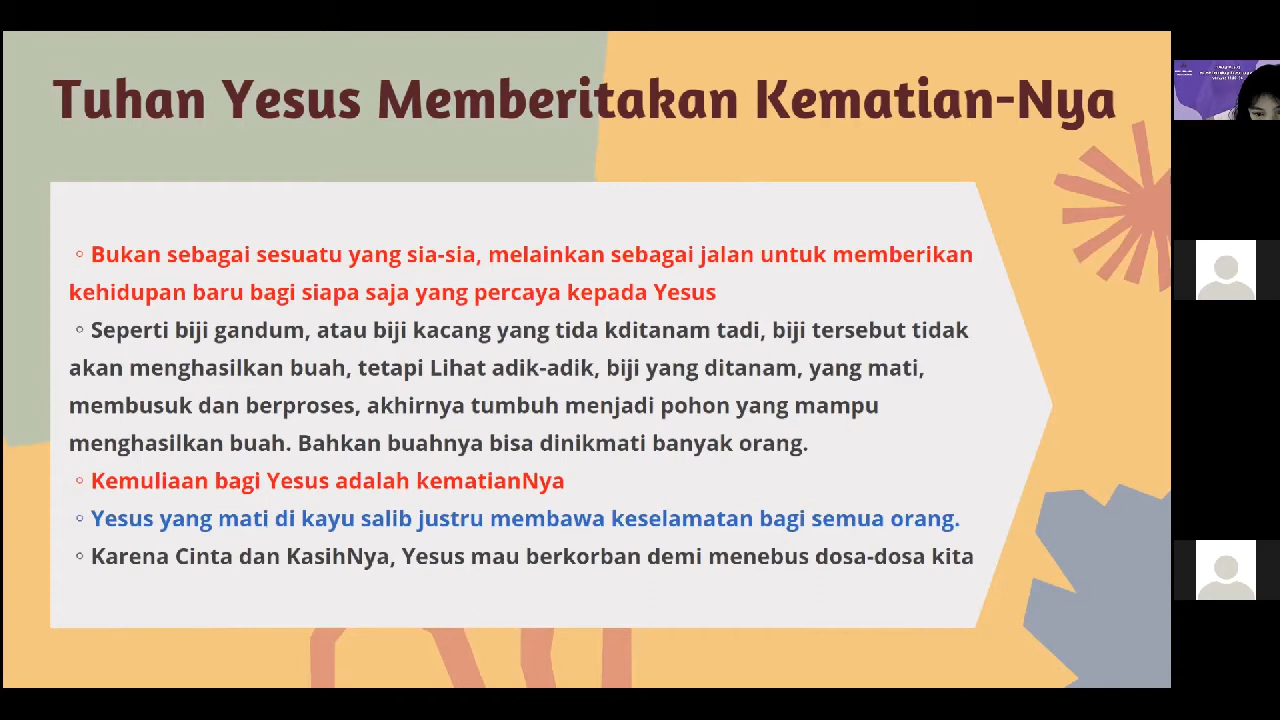 Tuhan Yesus Memberitakan Kematian-Nya
◦ Bukan sebagai sesuatu yang sia-sia, melainkan sebagai jalan untuk memberikan
kehidupan baru bagi siapa saja yang percaya kepada Yesus
◦ Seperti biji gandum, atau biji kacang yang tida kditanam tadi, biji tersebut tidak
akan menghasilkan buah, tetapi Lihat adik-adik, biji yang ditanam, yang mati,
membusuk dan berproses, akhirnya tumbuh menjadi pohon yang mampu
menghasilkan buah. Bahkan buahnya bisa dinikmati banyak orang.
◦ Kemuliaan bagi Yesus adalah kematianNya
◦ Yesus yang mati di kayu salib justru membawa keselamatan bagi semua orang.
◦ Karena Cinta dan KasihNya, Yesus mau berkorban demi menebus dosa-dosa kita